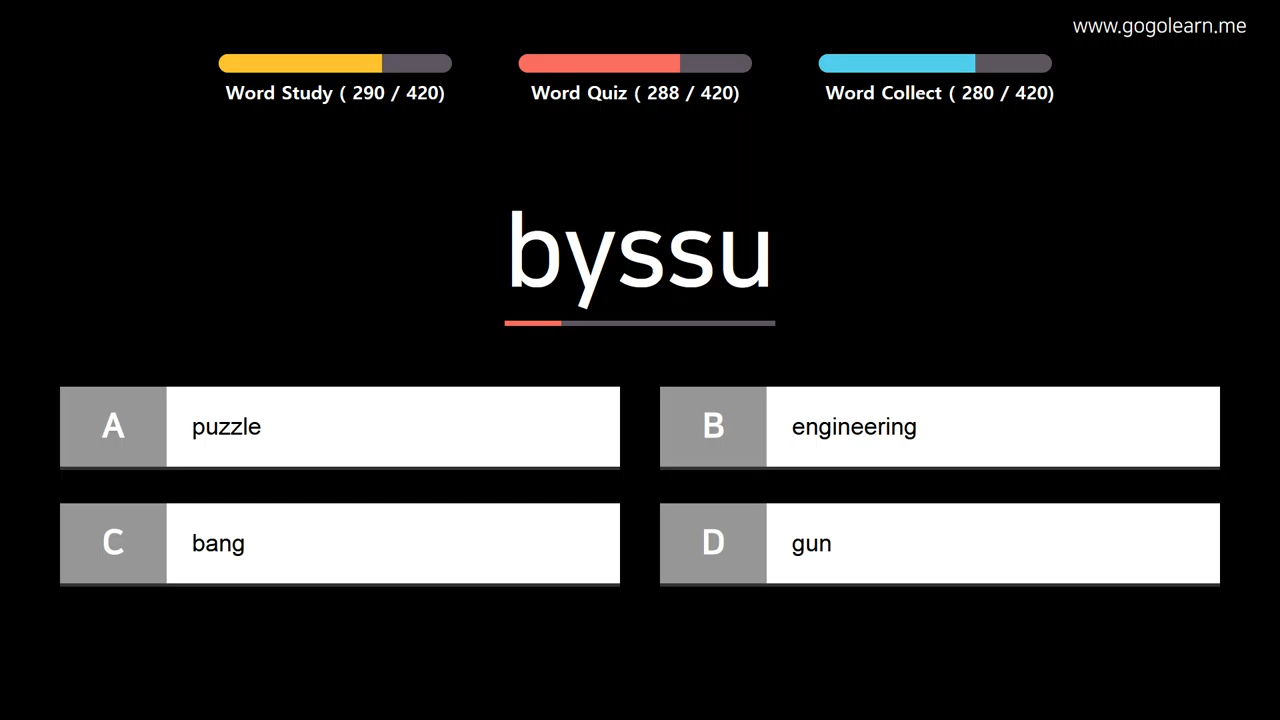 www.gogolearn.me
Word Study ( 290 / 420)
Word Quiz ( 288 / 420)
Word Collect ( 280 / 420)
byssu
A puzzle
B engineering
C bang
D gun